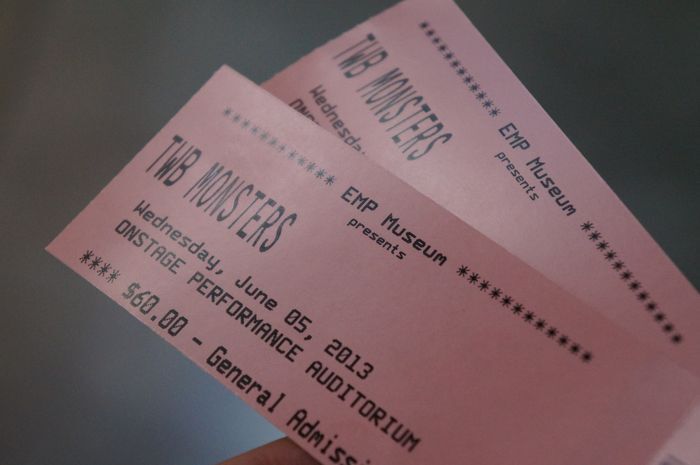 ************ EMP Museum ************
presents
TWB MONSTERS
Wednesday, June 05, 2013
ONSTAGE PERFORMANCE AUDITORIUM
**** $60.00 - General Admiss
************ EMP Museum ************
presents
TWB MONSTERS
Wednesday